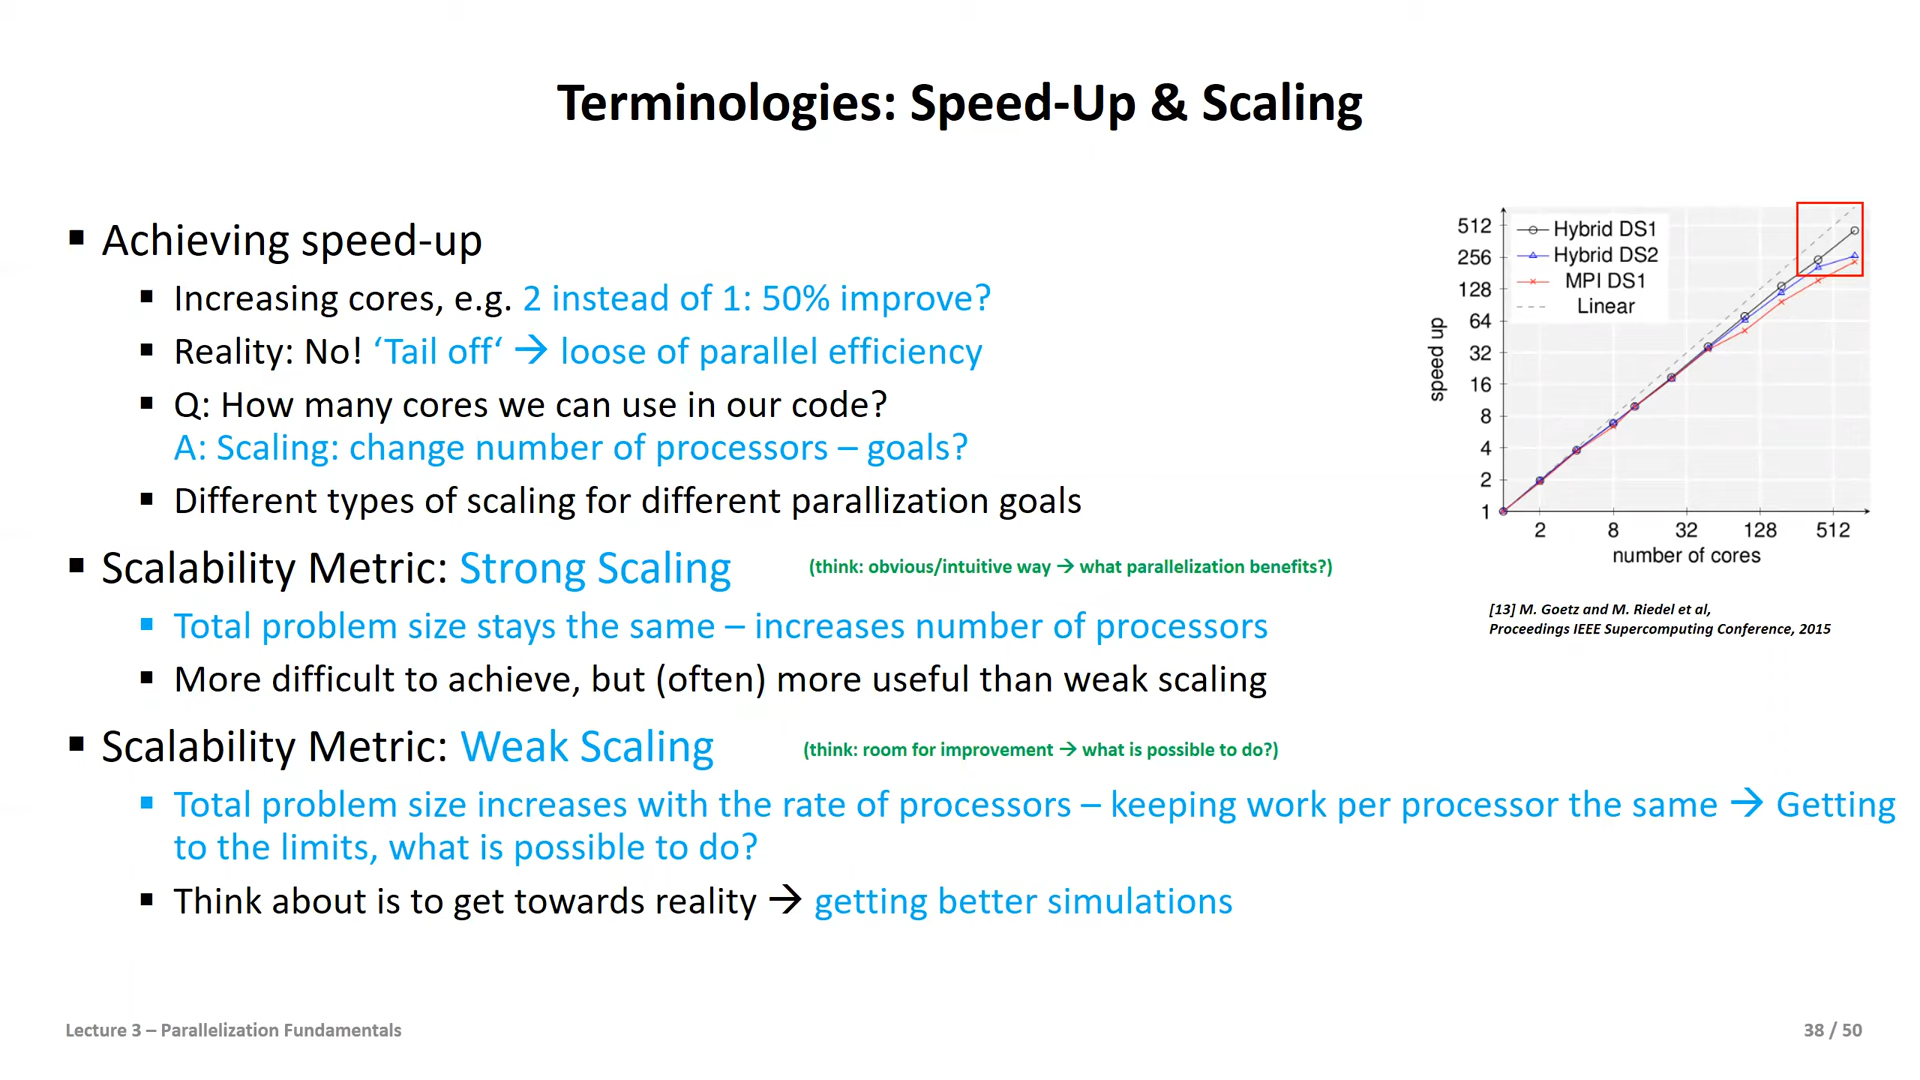 Terminologies: Speed-Up & Scaling
▪ Achieving speed-up
▪ Increasing cores, e.g. 2 instead of 1: 50% improve?
▪ Reality: No! ‘Tail off‘ → loose of parallel efficiency
▪ Q: How many cores we can use in our code?
A: Scaling: change number of processors – goals?
▪ Different types of scaling for different parallization goals
▪ Scalability Metric: Strong Scaling
(think: obvious/intuitive way → what parallelization benefits?)
▪ Total problem size stays the same – increases number of processors
▪ More difficult to achieve, but (often) more useful than weak scaling
▪ Scalability Metric: Weak Scaling
(think: room for improvement → what is possible to do?)
▪ Total problem size increases with the rate of processors – keeping work per processor the same → Getting
to the limits, what is possible to do?
▪ Think about is to get towards reality → getting better simulations
512
256
128
64
32
16
8
4
2
1
speed up
Hybrid DS1
Hybrid DS2
MPI DS1
Linear
2 8 32 128 512
number of cores
[13] M. Goetz and M. Riedel et al,
Proceedings IEEE Supercomputing Conference, 2015
Lecture 3 – Parallelization Fundamentals
38 / 50